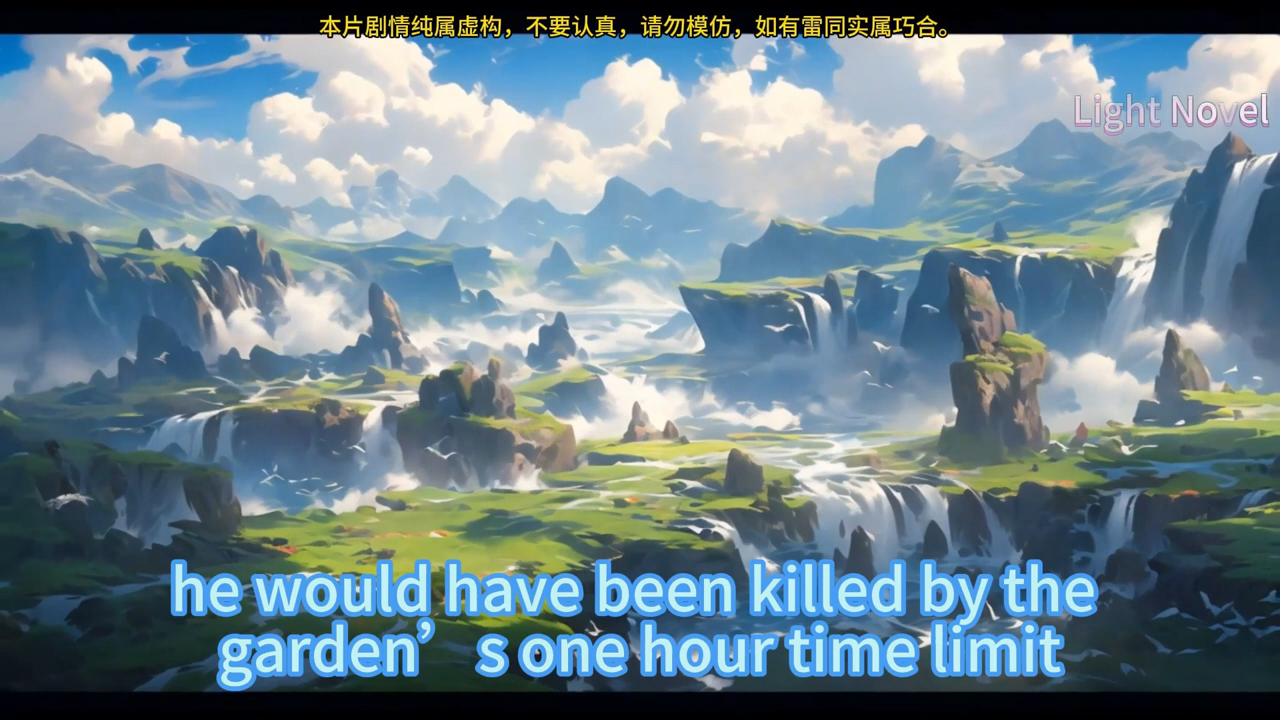 本片剧情纯属虚构，不要认真，请勿模仿，如有雷同实属巧合。
Light Novel
he would have been killed by the
garden’s one hour time limit